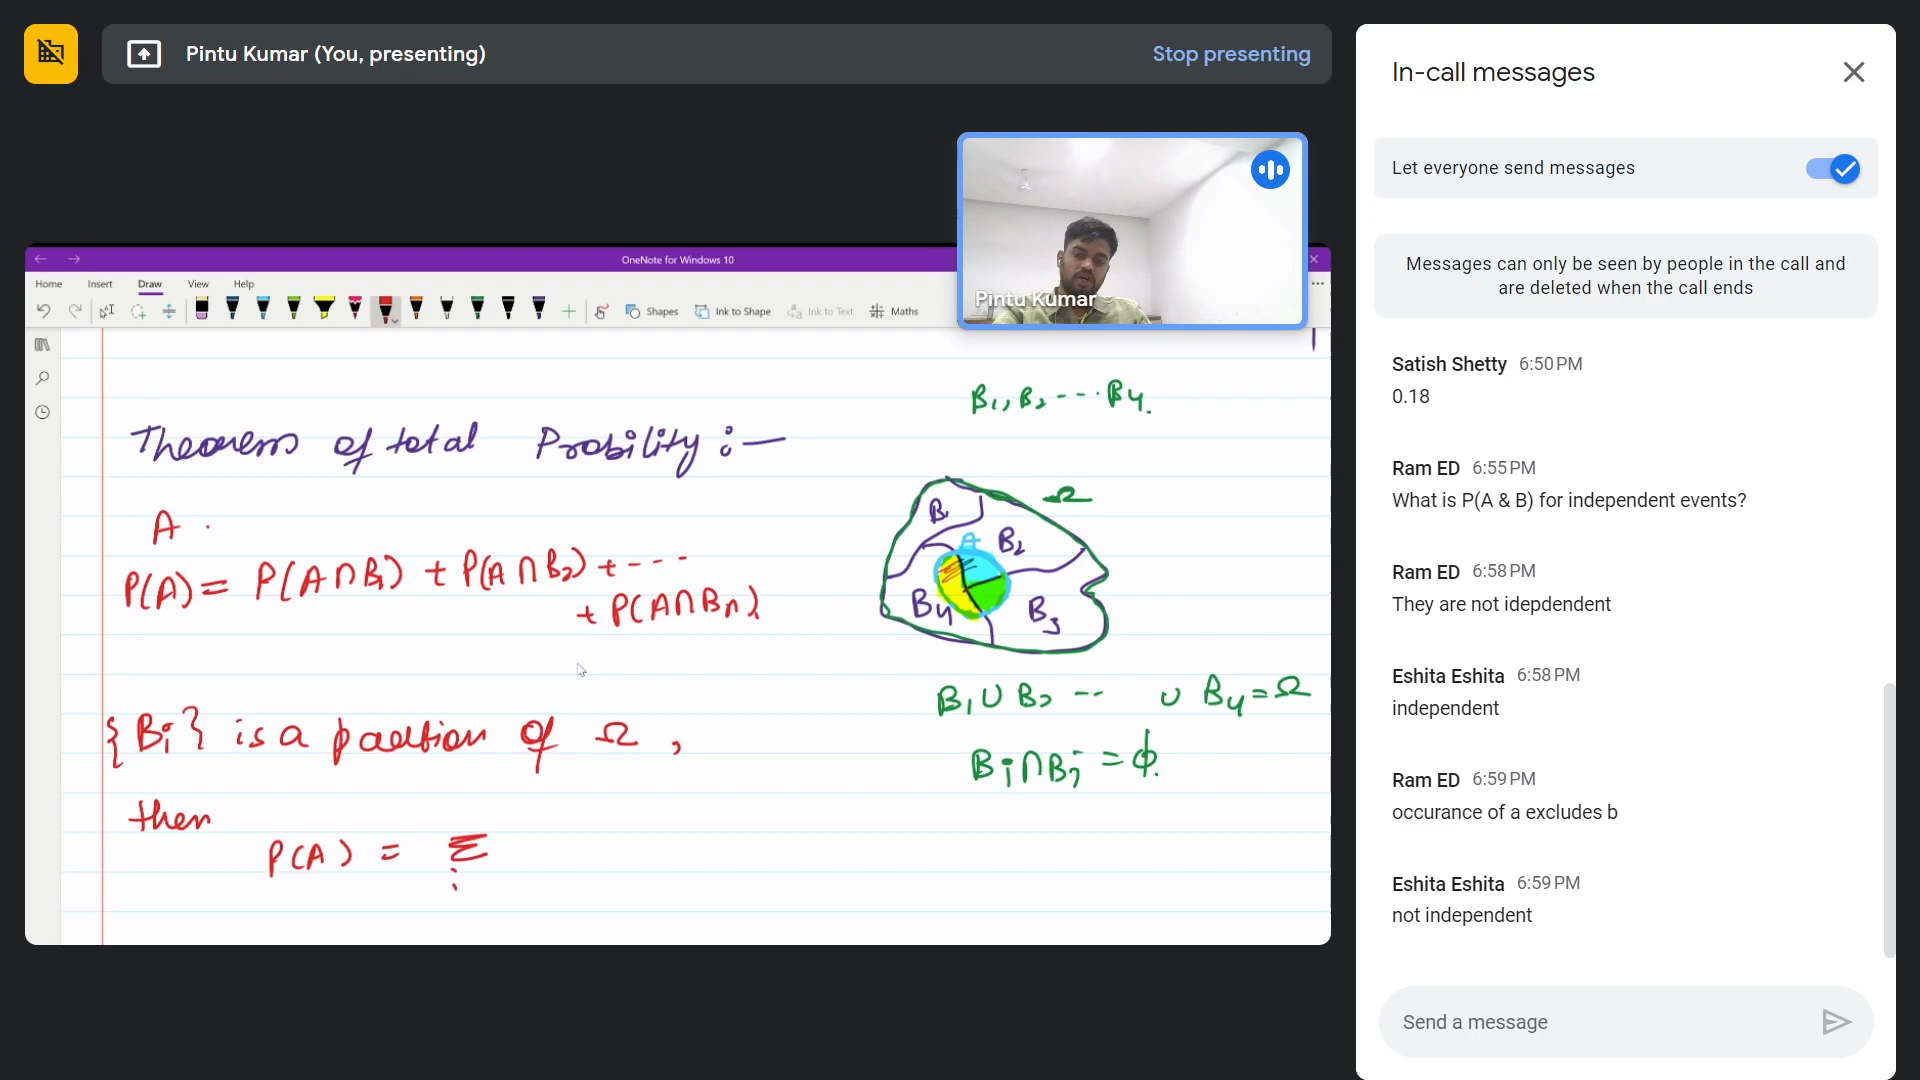 Pintu Kumar (You, presenting)
Stop presenting
Pintu Kumar
OneNote for Windows 10
Home Insert Draw View Help
Shapes Ink to Shape Ink to Text Maths
B₁, B₂ ---- B₄.
Theorem of total Probility :—
A .
P(A) = P(A∩B₁) + P(A∩B₂) + - - -
+ P(A∩Bₙ)
{Bᵢ} is a partition of Ω ,
then
P(A) = Σ
i
Ω
B₁
A B₂
B₄ B₃
B₁ ∪ B₂ -- ∪ B₄ = Ω
Bᵢ∩Bⱼ = ϕ.
In-call messages
Let everyone send messages
Messages can only be seen by people in the call and
are deleted when the call ends
Satish Shetty 6:50 PM
0.18
Ram ED 6:55 PM
What is P(A & B) for independent events?
Ram ED 6:58 PM
They are not idepdendent
Eshita Eshita 6:58 PM
independent
Ram ED 6:59 PM
occurance of a excludes b
Eshita Eshita 6:59 PM
not independent
Send a message